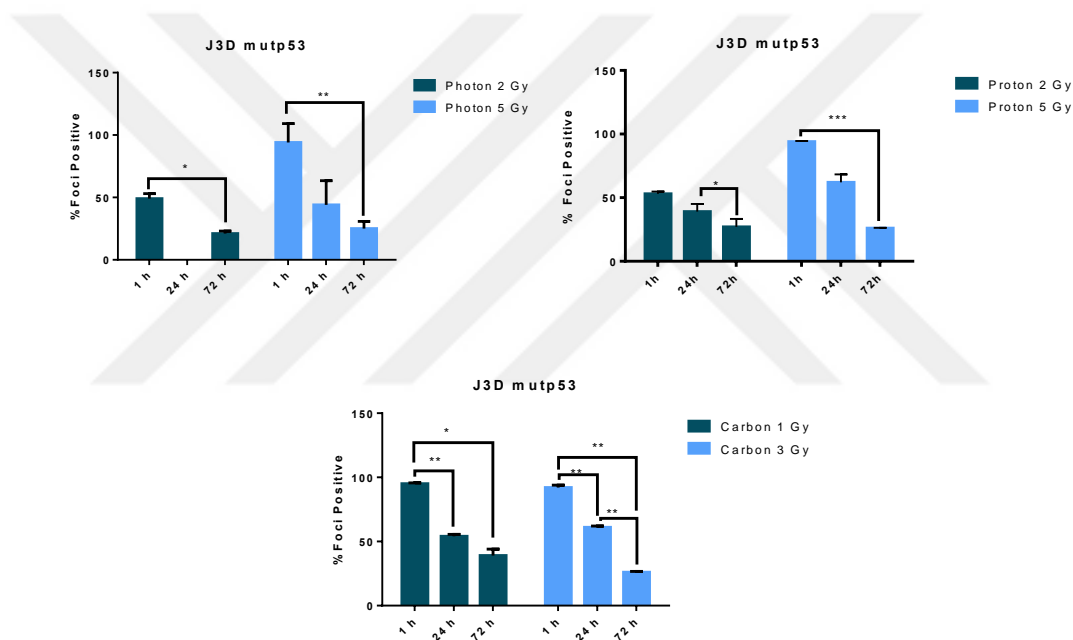 J3D mutp53
150
100
50
0
%Foci Positive
*
**
1 h
24 h
72 h
1 h
24 h
72 h
Photon 2 Gy
Photon 5 Gy
J3D mutp53
150
100
50
0
% Foci Positive
*
***
1h
24h
72h
1h
24h
72h
Proton 2 Gy
Proton 5 Gy
J3D mutp53
150
100
50
0
%Foci Positive
*
**
**
**
**
1 h
24 h
72 h
1 h
24 h
72 h
Carbon 1 Gy
Carbon 3 Gy